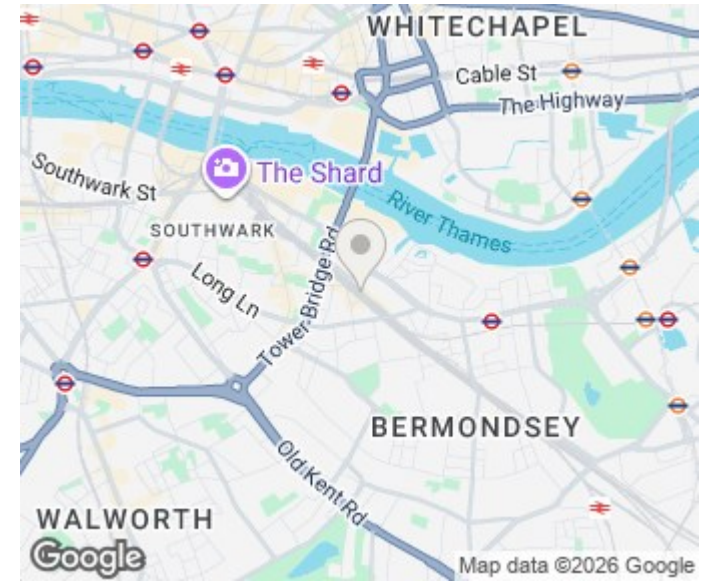 WHITECHAPEL
Cable St
The Highway
Southwark St
The Shard
River Thames
SOUTHWARK
Long Ln
Tower Bridge Rd
BERMONDSEY
Old Kent Rd
WALWORTH
Google
Map data ©2026 Google